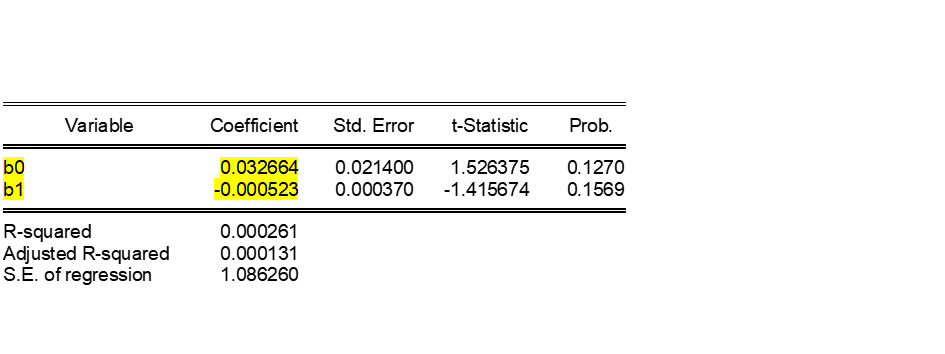 Variable Coefficient Std. Error t-Statistic Prob.
b0 0.032664 0.021400 1.526375 0.1270
b1 -0.000523 0.000370 -1.415674 0.1569
R-squared 0.000261
Adjusted R-squared 0.000131
S.E. of regression 1.086260